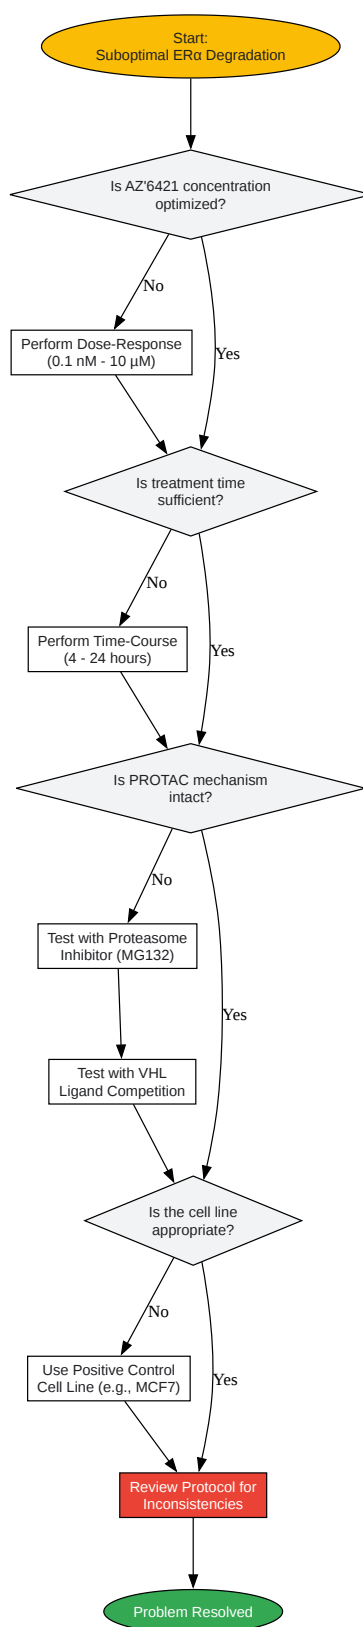 Start:
Suboptimal ERα Degradation
Is AZ'6421 concentration
optimized?
No
Perform Dose-Response
(0.1 nM - 10 µM)
Yes
Is treatment time
sufficient?
No
Perform Time-Course
(4 - 24 hours)
Yes
Is PROTAC mechanism
intact?
No
Test with Proteasome
Inhibitor (MG132)
Yes
Test with VHL
Ligand Competition
Is the cell line
appropriate?
No
Use Positive Control
Cell Line (e.g., MCF7)
Yes
Review Protocol for
Inconsistencies
Problem Resolved